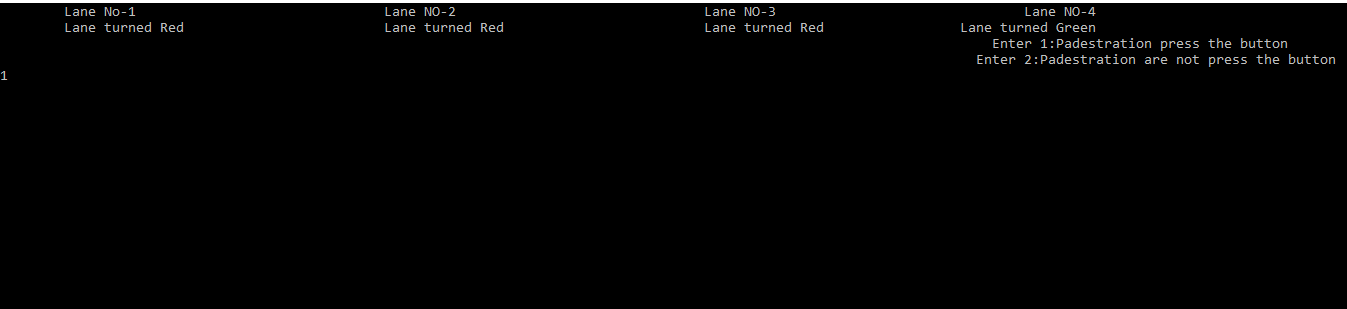 Lane No-1 Lane NO-2 Lane NO-3 Lane NO-4
Lane turned Red Lane turned Red Lane turned Red Lane turned Green
Enter 1:Padestration press the button
Enter 2:Padestration are not press the button
1